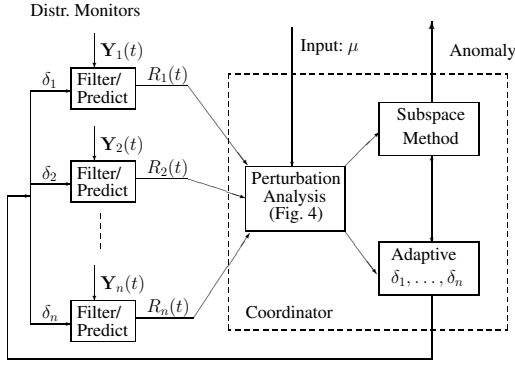 Distr. Monitors
Y₁(t)
Input: μ
Anomaly
δ₁
Filter/
Predict
R₁(t)
Subspace
Method
Y₂(t)
δ₂
Filter/
Predict
R₂(t)
Perturbation
Analysis
(Fig. 4)
Yₙ(t)
Adaptive
δ₁, . . . , δₙ
δₙ
Filter/
Predict
Rₙ(t)
Coordinator